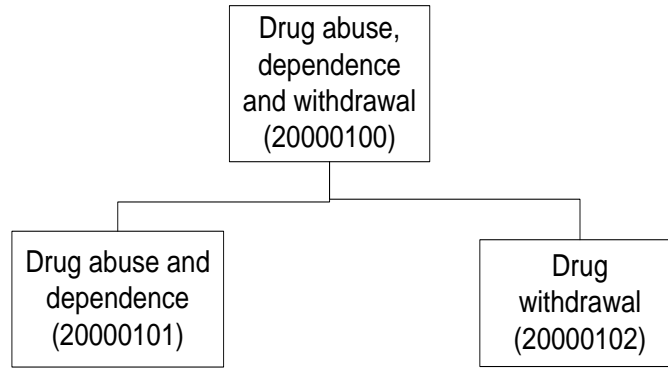 Drug abuse,
dependence
and withdrawal
(20000100)
Drug abuse and
dependence
(20000101)
Drug
withdrawal
(20000102)